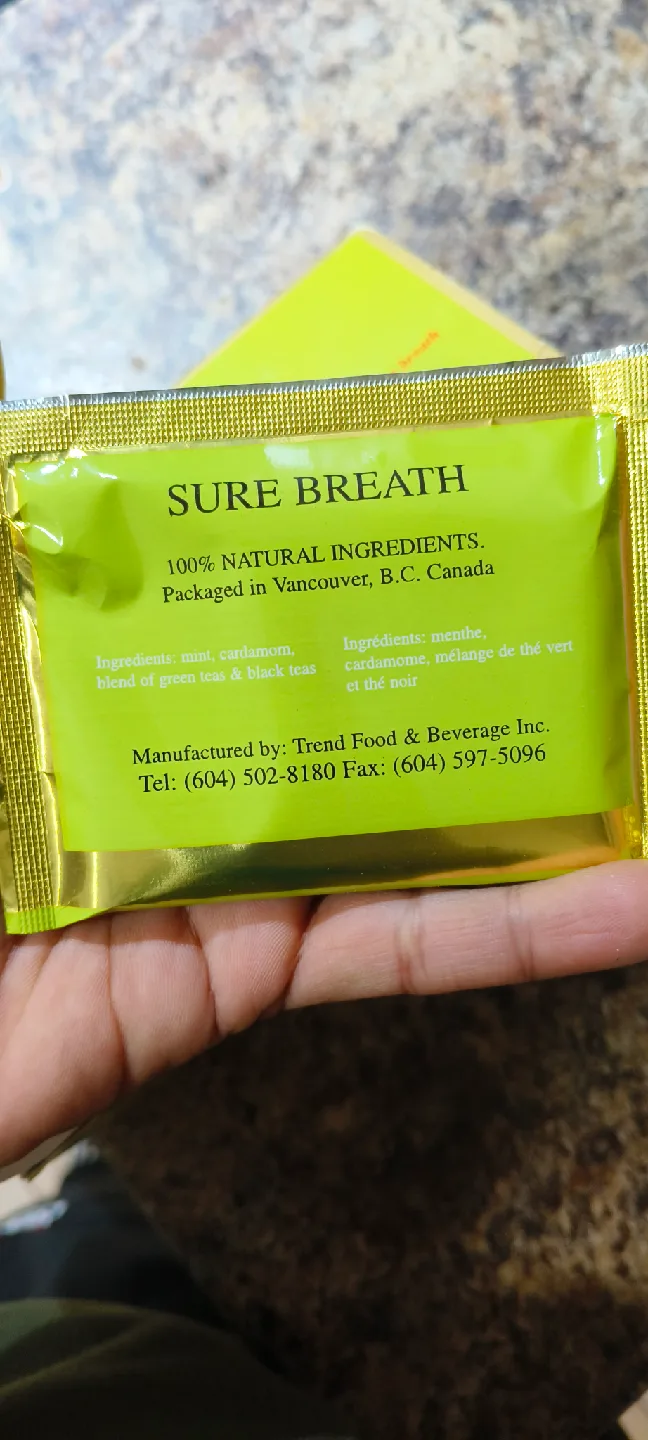 breath
SURE BREATH
100% NATURAL INGREDIENTS.
Packaged in Vancouver, B.C. Canada
Ingredients: mint, cardamom,
blend of green teas & black teas
Ingrédients: menthe,
cardamome, mélange de thé vert
et thé noir
Manufactured by: Trend Food & Beverage Inc.
Tel: (604) 502-8180 Fax: (604) 597-5096